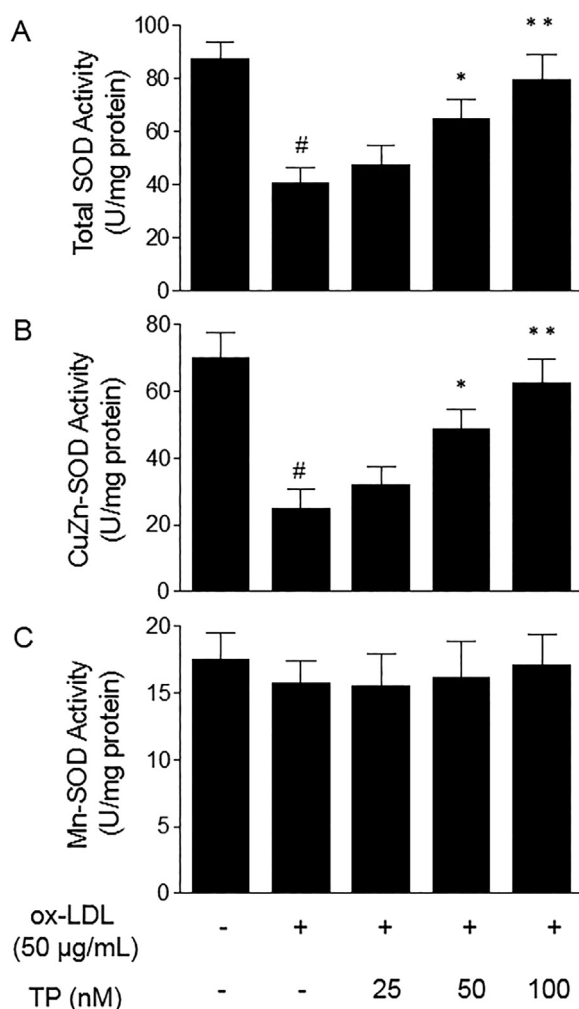 A
Total SOD Activity
(U/mg protein)
100
80
60
40
20
0
#
*
**
B
CuZn-SOD Activity
(U/mg protein)
80
60
40
20
0
#
*
**
C
Mn-SOD Activity
(U/mg protein)
20
15
10
5
0
ox-LDL - + + + +
(50 µg/mL)
TP (nM) - - 25 50 100